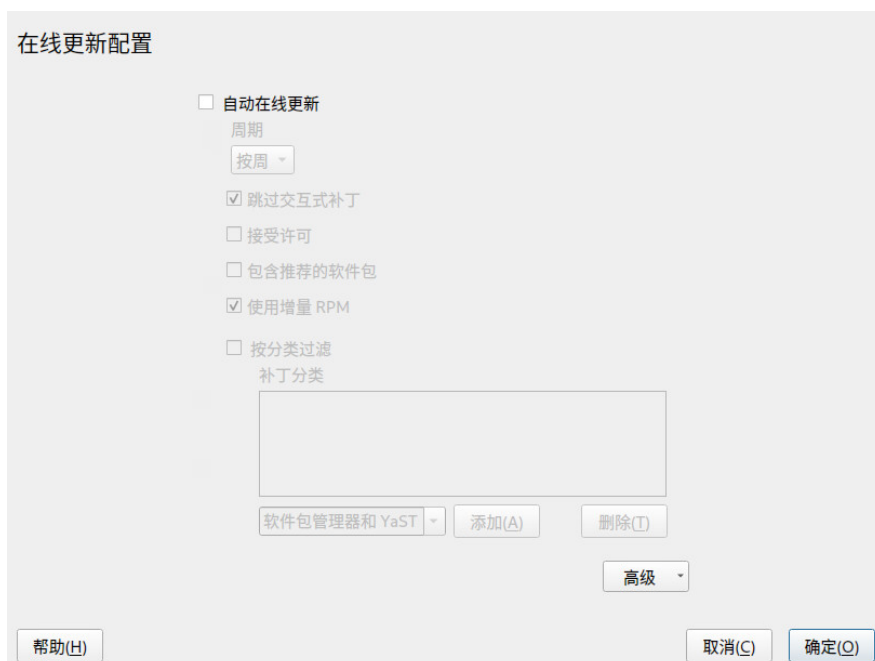 在线更新配置
自动在线更新
周期
按周
跳过交互式补丁
接受许可
包含推荐的软件包
使用增量 RPM
按分类过滤
补丁分类
软件包管理器和 YaST 添加(A) 删除(T)
高级
帮助(H) 取消(C) 确定(O)